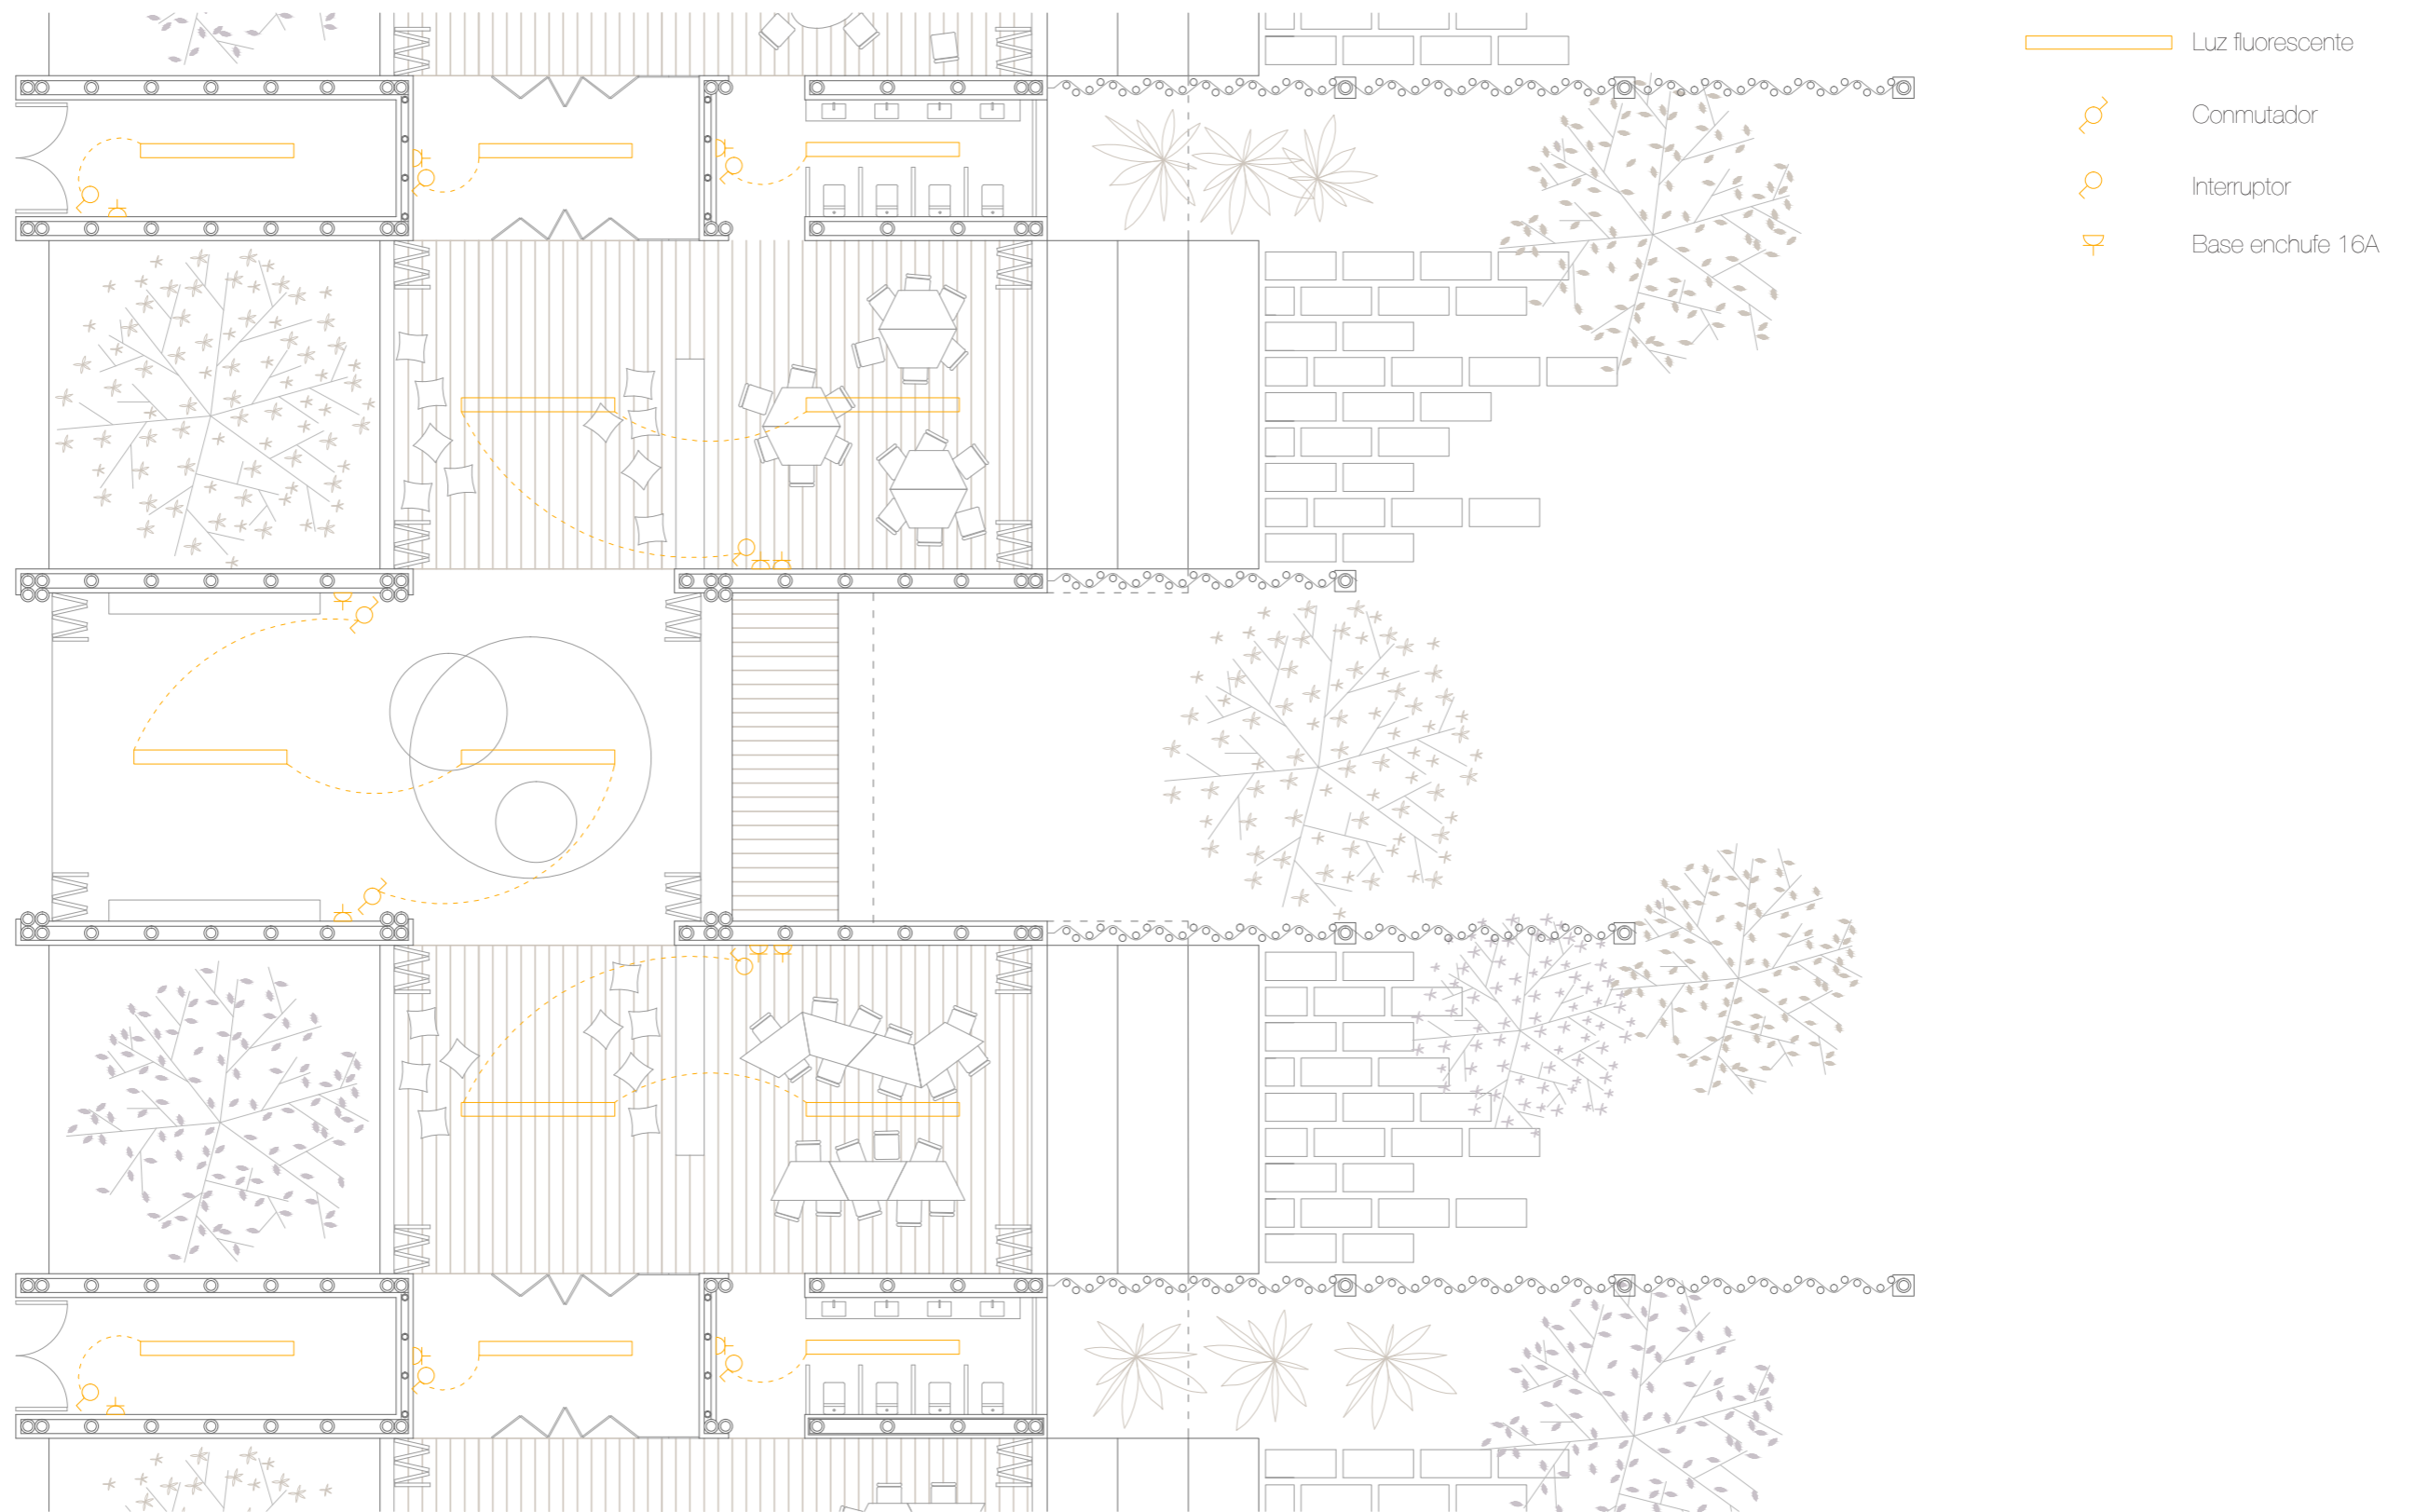 Luz fluorescente
Conmutador
Interruptor
Base enchufe 16A